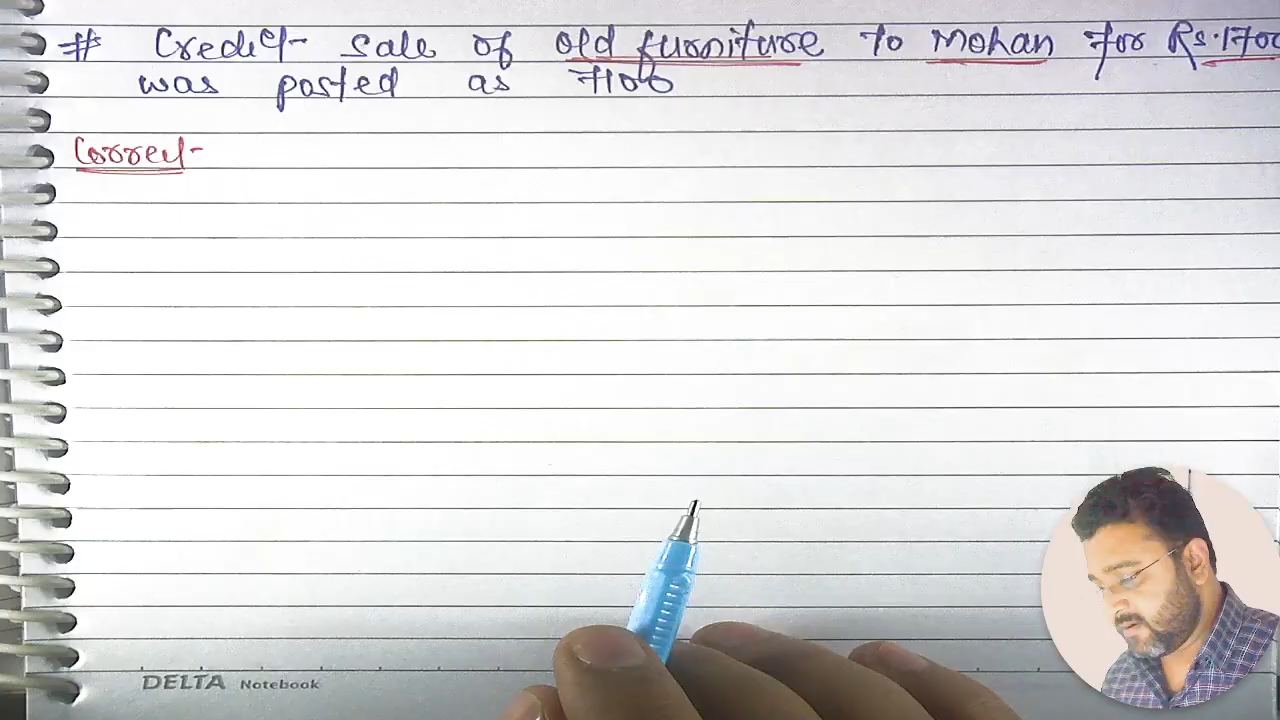 # Credit sale of old furniture to Mohan for Rs. 1700
was posted as 7100
Correct
DELTA Notebook